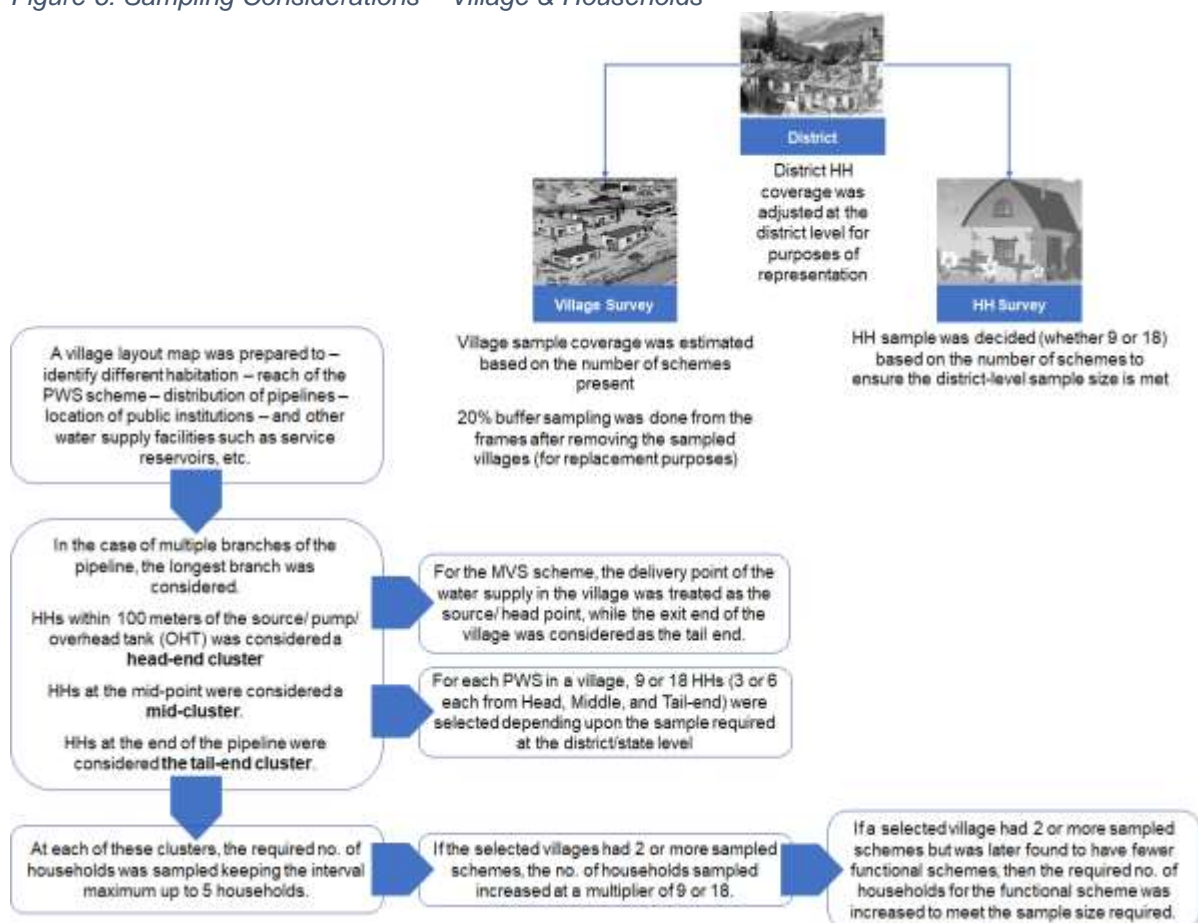 Figure 6: Sampling Considerations – Village & Households
District
District HH
coverage was
adjusted at the
district level for
purposes of
representation
Village Survey
Village sample coverage was estimated
based on the number of schemes
present
20% buffer sampling was done from the
frames after removing the sampled
villages (for replacement purposes)
HH Survey
HH sample was decided (whether 9 or 18)
based on the number of schemes to
ensure the district-level sample size is met
A village layout map was prepared to –
identify different habitation – reach of the
PWS scheme – distribution of pipelines –
location of public institutions – and other
water supply facilities such as service
reservoirs, etc.
In the case of multiple branches of the
pipeline, the longest branch was
considered.
HHs within 100 meters of the source/ pump/
overhead tank (OHT) was considered a
head-end cluster
HHs at the mid-point were considered a
mid-cluster.
HHs at the end of the pipeline were
considered the tail-end cluster.
For the MVS scheme, the delivery point of the
water supply in the village was treated as the
source/ head point, while the exit end of the
village was considered as the tail end.
For each PWS in a village, 9 or 18 HHs (3 or 6
each from Head, Middle, and Tail-end) were
selected depending upon the sample required
at the district/state level
At each of these clusters, the required no. of
households was sampled keeping the interval
maximum up to 5 households.
If the selected villages had 2 or more sampled
schemes, the no. of households sampled
increased at a multiplier of 9 or 18.
If a selected village had 2 or more sampled
schemes but was later found to have fewer
functional schemes, then the required no. of
households for the functional scheme was
increased to meet the sample size required.